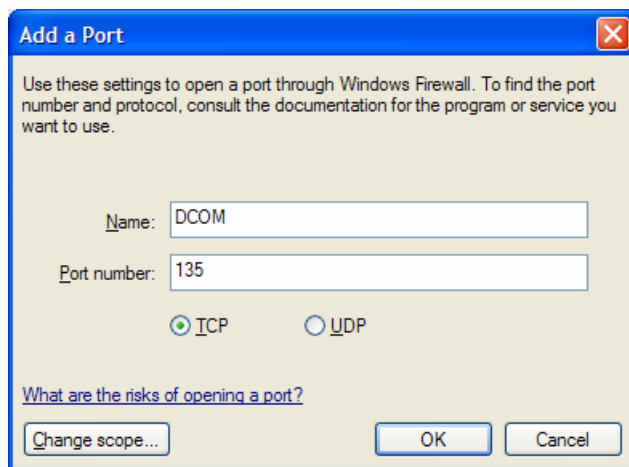 Add a Port
Use these settings to open a port through Windows Firewall. To find the port
number and protocol, consult the documentation for the program or service you
want to use.
Name: DCOM
Port number: 135
TCP UDP
What are the risks of opening a port?
Change scope... OK Cancel